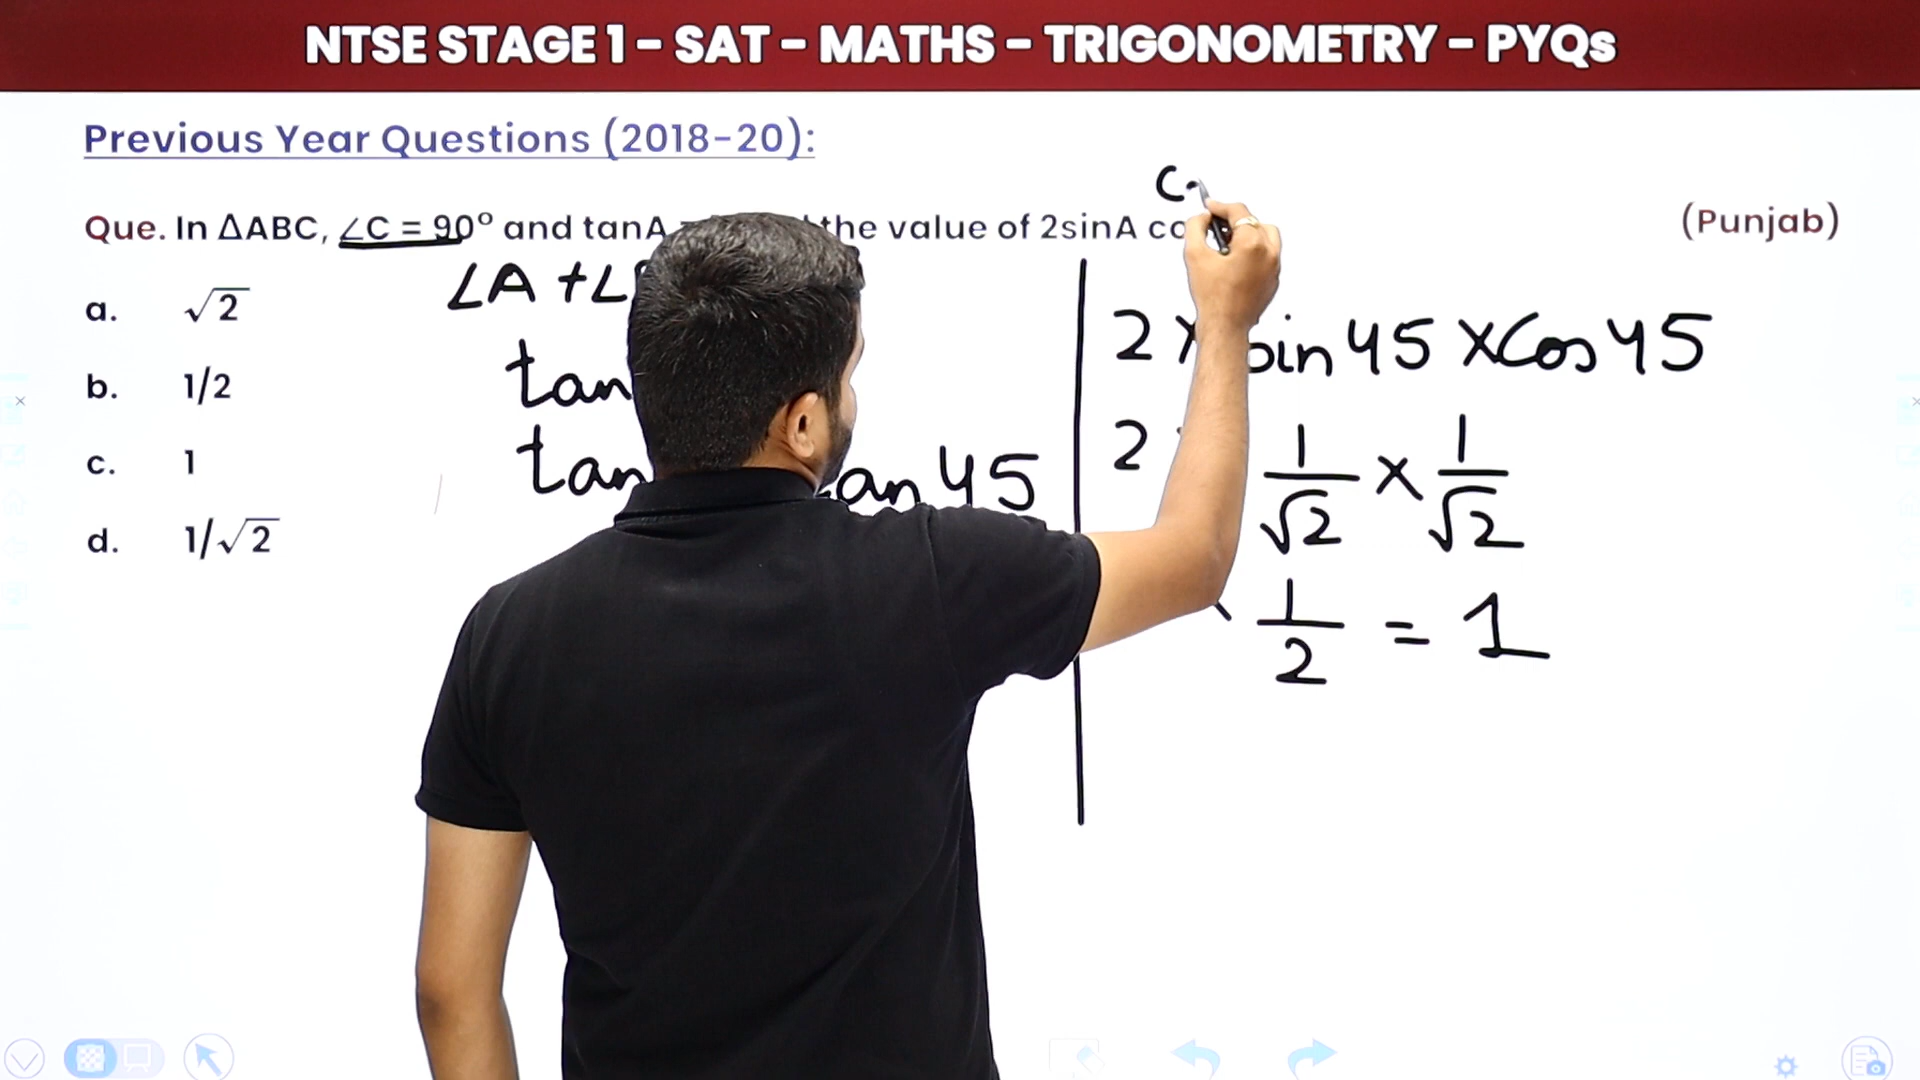 NTSE STAGE 1 – SAT – MATHS – TRIGONOMETRY – PYQs
Previous Year Questions (2018-20):
Que. In ΔABC, ∠C = 90° and tanA the value of 2sinA
(Punjab)
∠A + ∠
a. √2
b. 1/2
c. 1
d. 1/√2
tan
tan an 45
2 × sin 45 × Cos 45
2 1/√2 × 1/√2
1/2 = 1